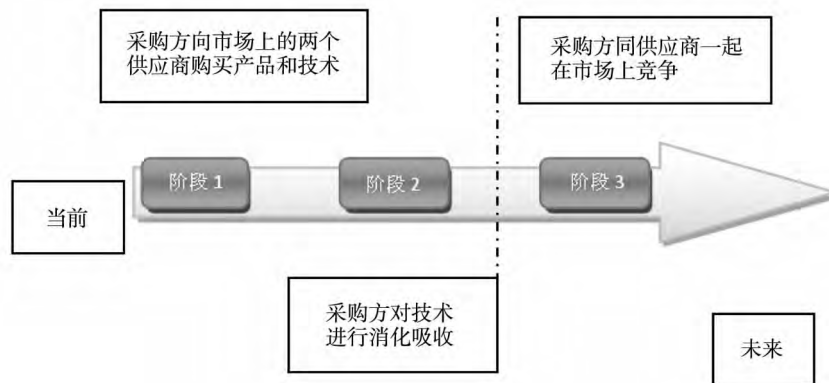 采购方向市场上的两个
供应商购买产品和技术
采购方同供应商一起
在市场上竞争
阶段 1
阶段 2
阶段 3
当前
采购方对技术
进行消化吸收
未来